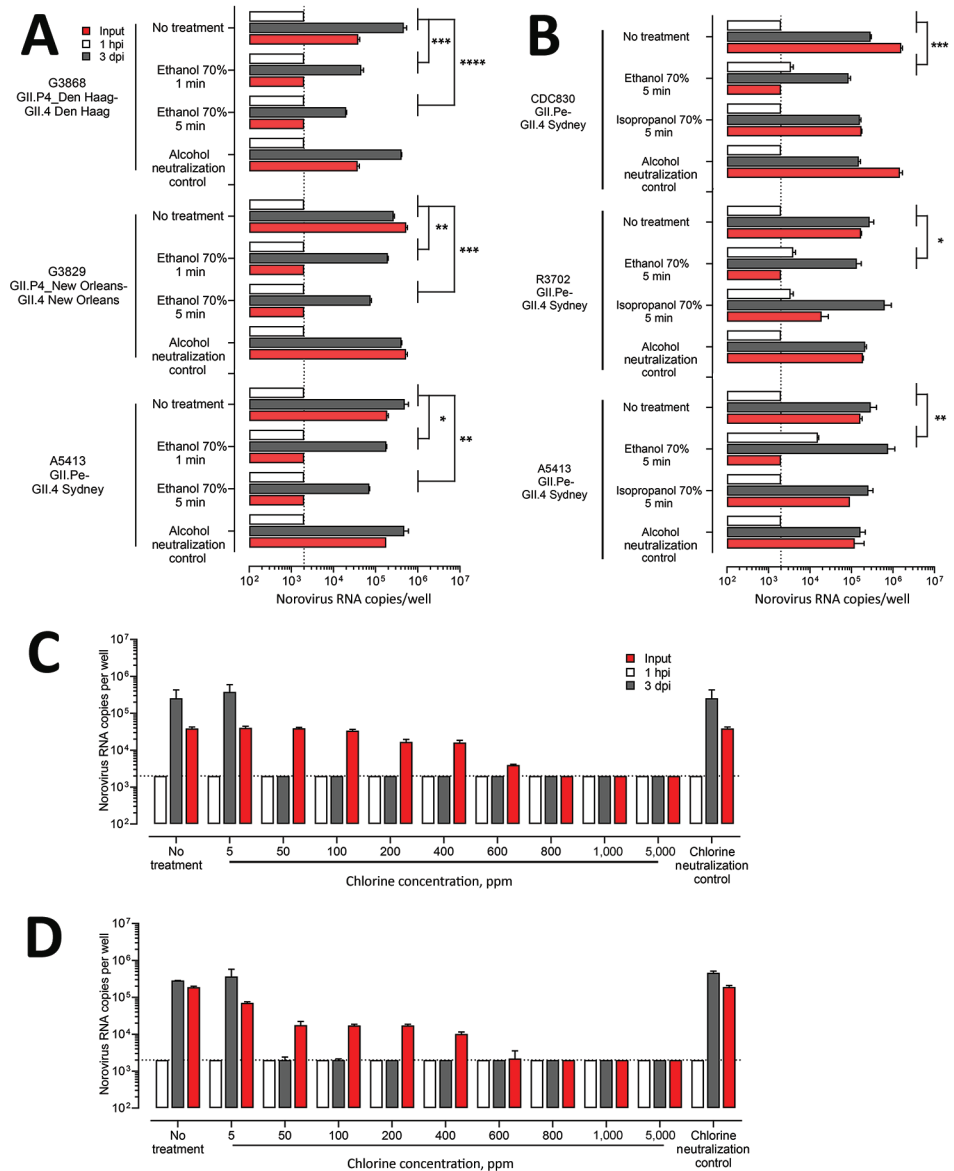 A
Input
1 hpi
3 dpi
G3868
GII.P4_Den Haag-
GII.4 Den Haag
No treatment
Ethanol 70%
1 min
Ethanol 70%
5 min
Alcohol
neutralization
control
***
****
G3829
GII.P4_New Orleans-
GII.4 New Orleans
No treatment
Ethanol 70%
1 min
Ethanol 70%
5 min
Alcohol
neutralization
control
**
***
A5413
GII.Pe-
GII.4 Sydney
No treatment
Ethanol 70%
1 min
Ethanol 70%
5 min
Alcohol
neutralization
control
*
**
10² 10³ 10⁴ 10⁵ 10⁶ 10⁷
Norovirus RNA copies/well
B
CDC830
GII.Pe-
GII.4 Sydney
No treatment
Ethanol 70%
5 min
Isopropanol 70%
5 min
Alcohol
neutralization
control
***
R3702
GII.Pe-
GII.4 Sydney
No treatment
Ethanol 70%
5 min
Isopropanol 70%
5 min
Alcohol
neutralization
control
*
A5413
GII.Pe-
GII.4 Sydney
No treatment
Ethanol 70%
5 min
Isopropanol 70%
5 min
Alcohol
neutralization
control
**
10² 10³ 10⁴ 10⁵ 10⁶ 10⁷
Norovirus RNA copies/well
C
Norovirus RNA copies per well
10⁷
10⁶
10⁵
10⁴
10³
10²
Input
1 hpi
3 dpi
No
treatment
5 50 100 200 400 600 800 1,000 5,000
Chlorine
neutralization
control
Chlorine concentration, ppm
D
Norovirus RNA copies per well
10⁷
10⁶
10⁵
10⁴
10³
10²
No
treatment
5 50 100 200 400 600 800 1,000 5,000
Chlorine
neutralization
control
Chlorine concentration, ppm